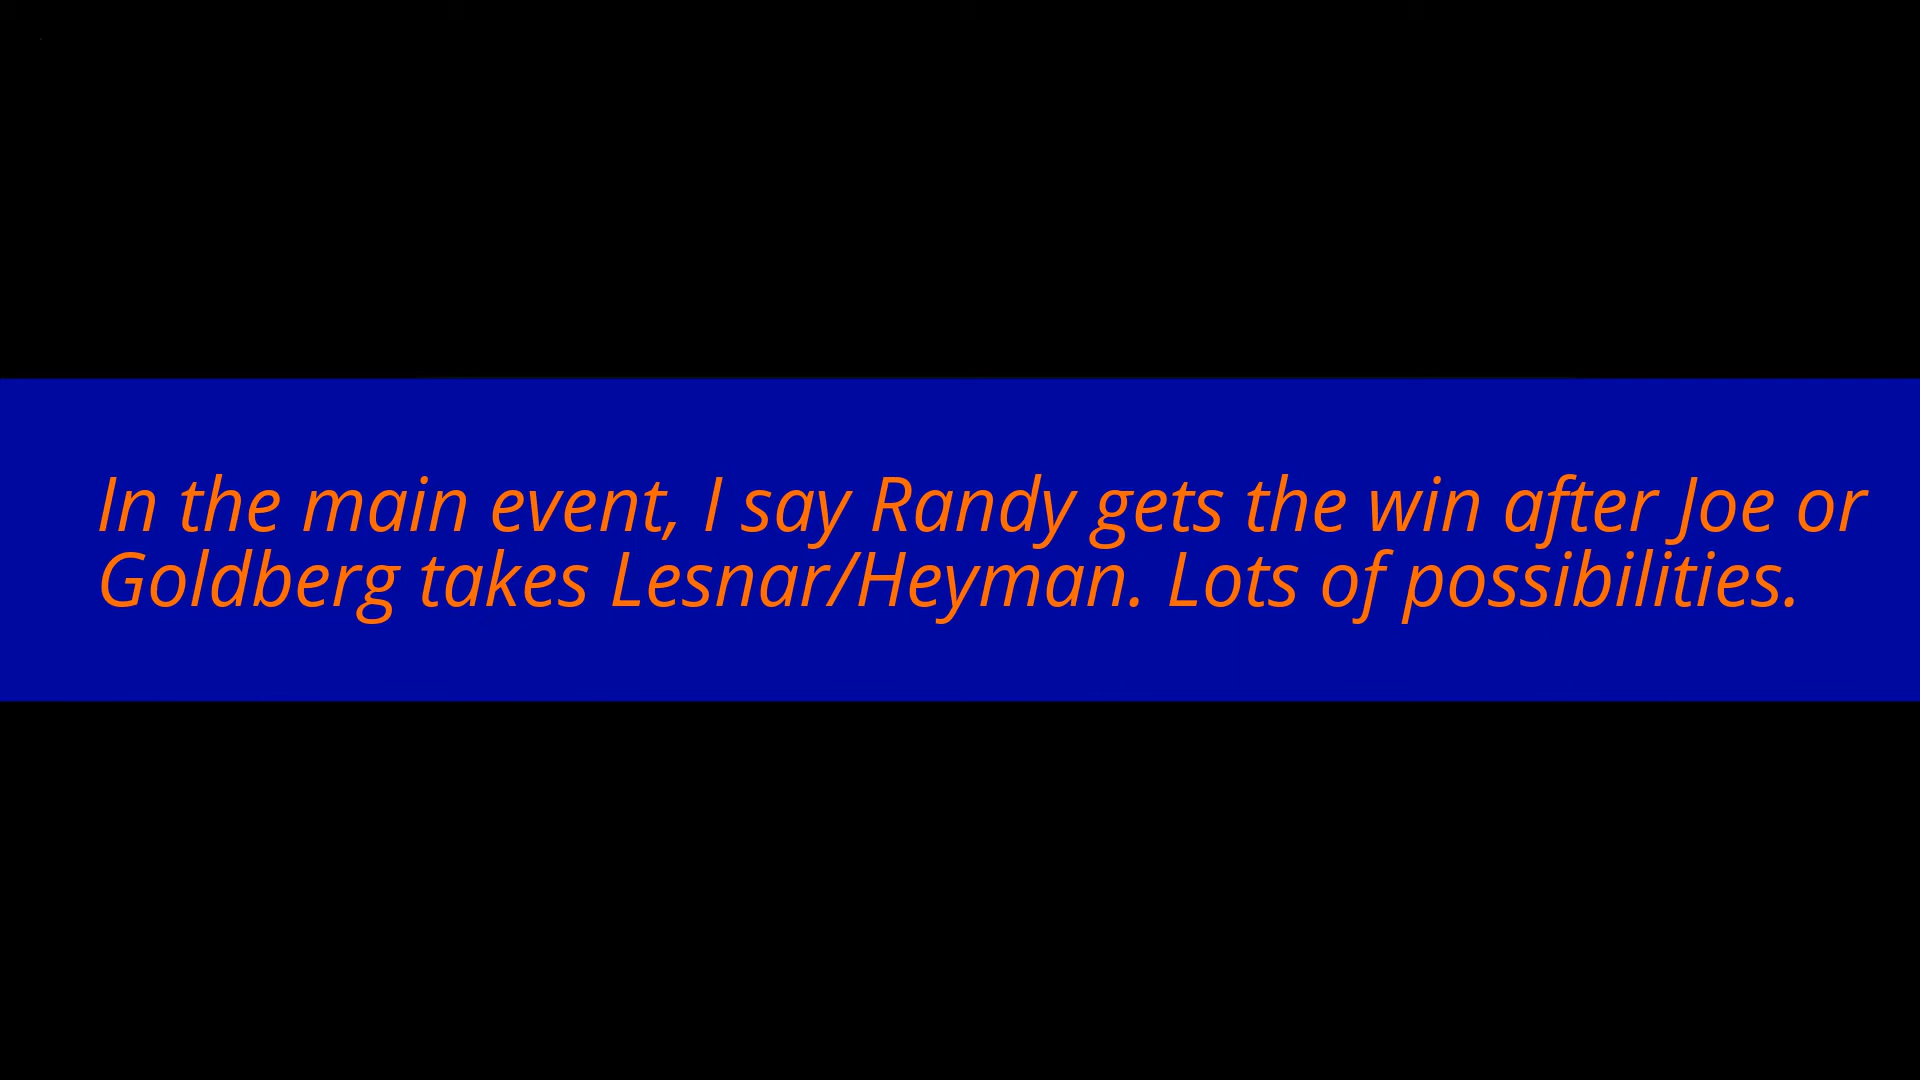 In the main event, I say Randy gets the win after Joe or
Goldberg takes Lesnar/Heyman. Lots of possibilities.